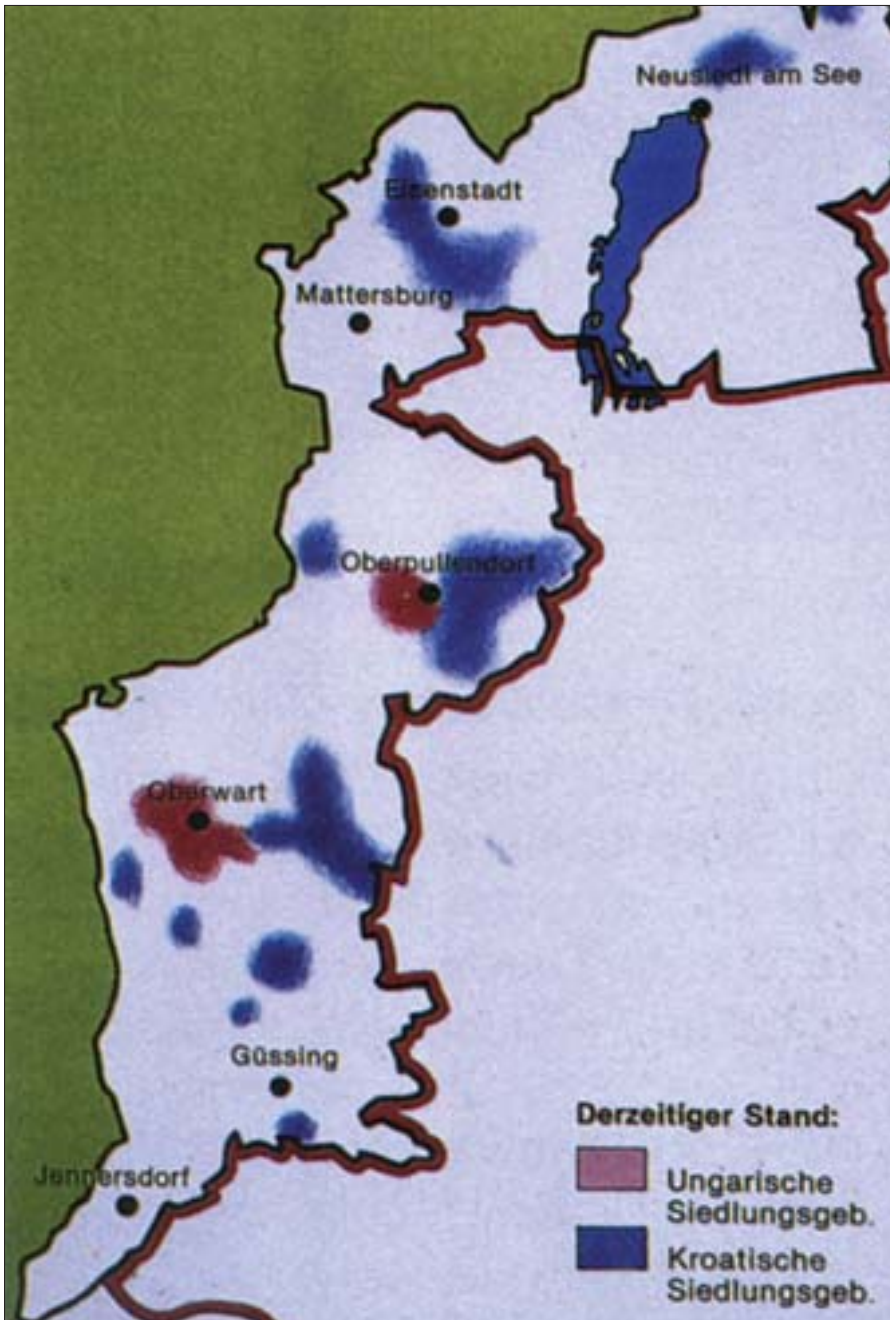 Neusiedl am See
Eisenstadt
Mattersburg
Oberpullendorf
Oberwart
Güssing
Jennersdorf
Derzeitiger Stand:
Ungarische
Siedlungsgeb.
Kroatische
Siedlungsgeb.